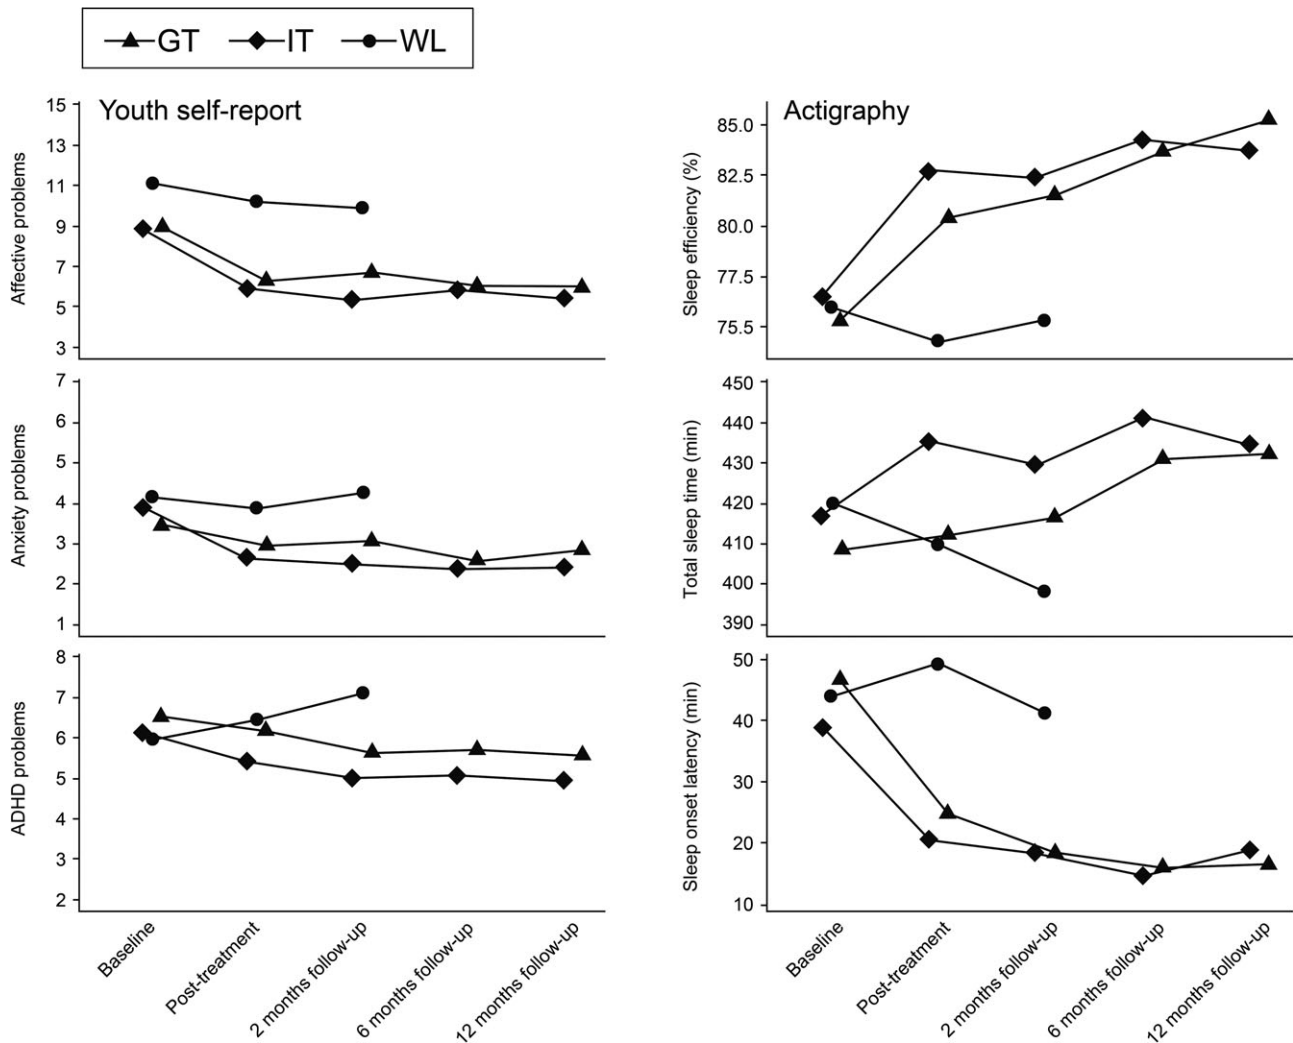 GT IT WL
Youth self-report
Affective problems
15
13
11
9
7
5
3
Anxiety problems
7
6
5
4
3
2
1
ADHD problems
8
7
6
5
4
3
2
Baseline
Post-treatment
2 months follow-up
6 months follow-up
12 months follow-up
Actigraphy
Sleep efficiency (%)
85.0
82.5
80.0
77.5
75.5
Total sleep time (min)
450
440
430
420
410
400
390
Sleep onset latency (min)
50
40
30
20
10
Baseline
Post-treatment
2 months follow-up
6 months follow-up
12 months follow-up